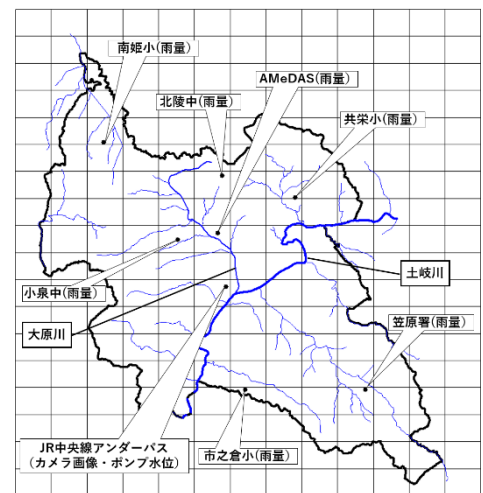 南姫小(雨量)
AMeDAS(雨量)
北陵中(雨量)
共栄小(雨量)
土岐川
小泉中(雨量)
大原川
笠原署(雨量)
JR中央線アンダーパス
(カメラ画像・ポンプ水位)
市之倉小(雨量)